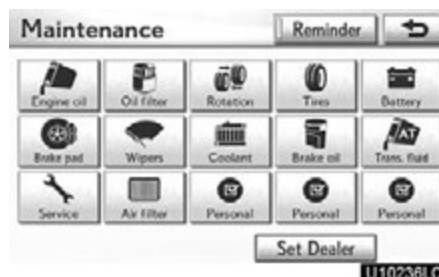 Maintenance Reminder
Engine oil Oil filter Rotation Tires Battery
Brake pad Wipers Coolant Brake oil AT Trans. fluid
Service Air filter Personal Personal Personal
Set Dealer